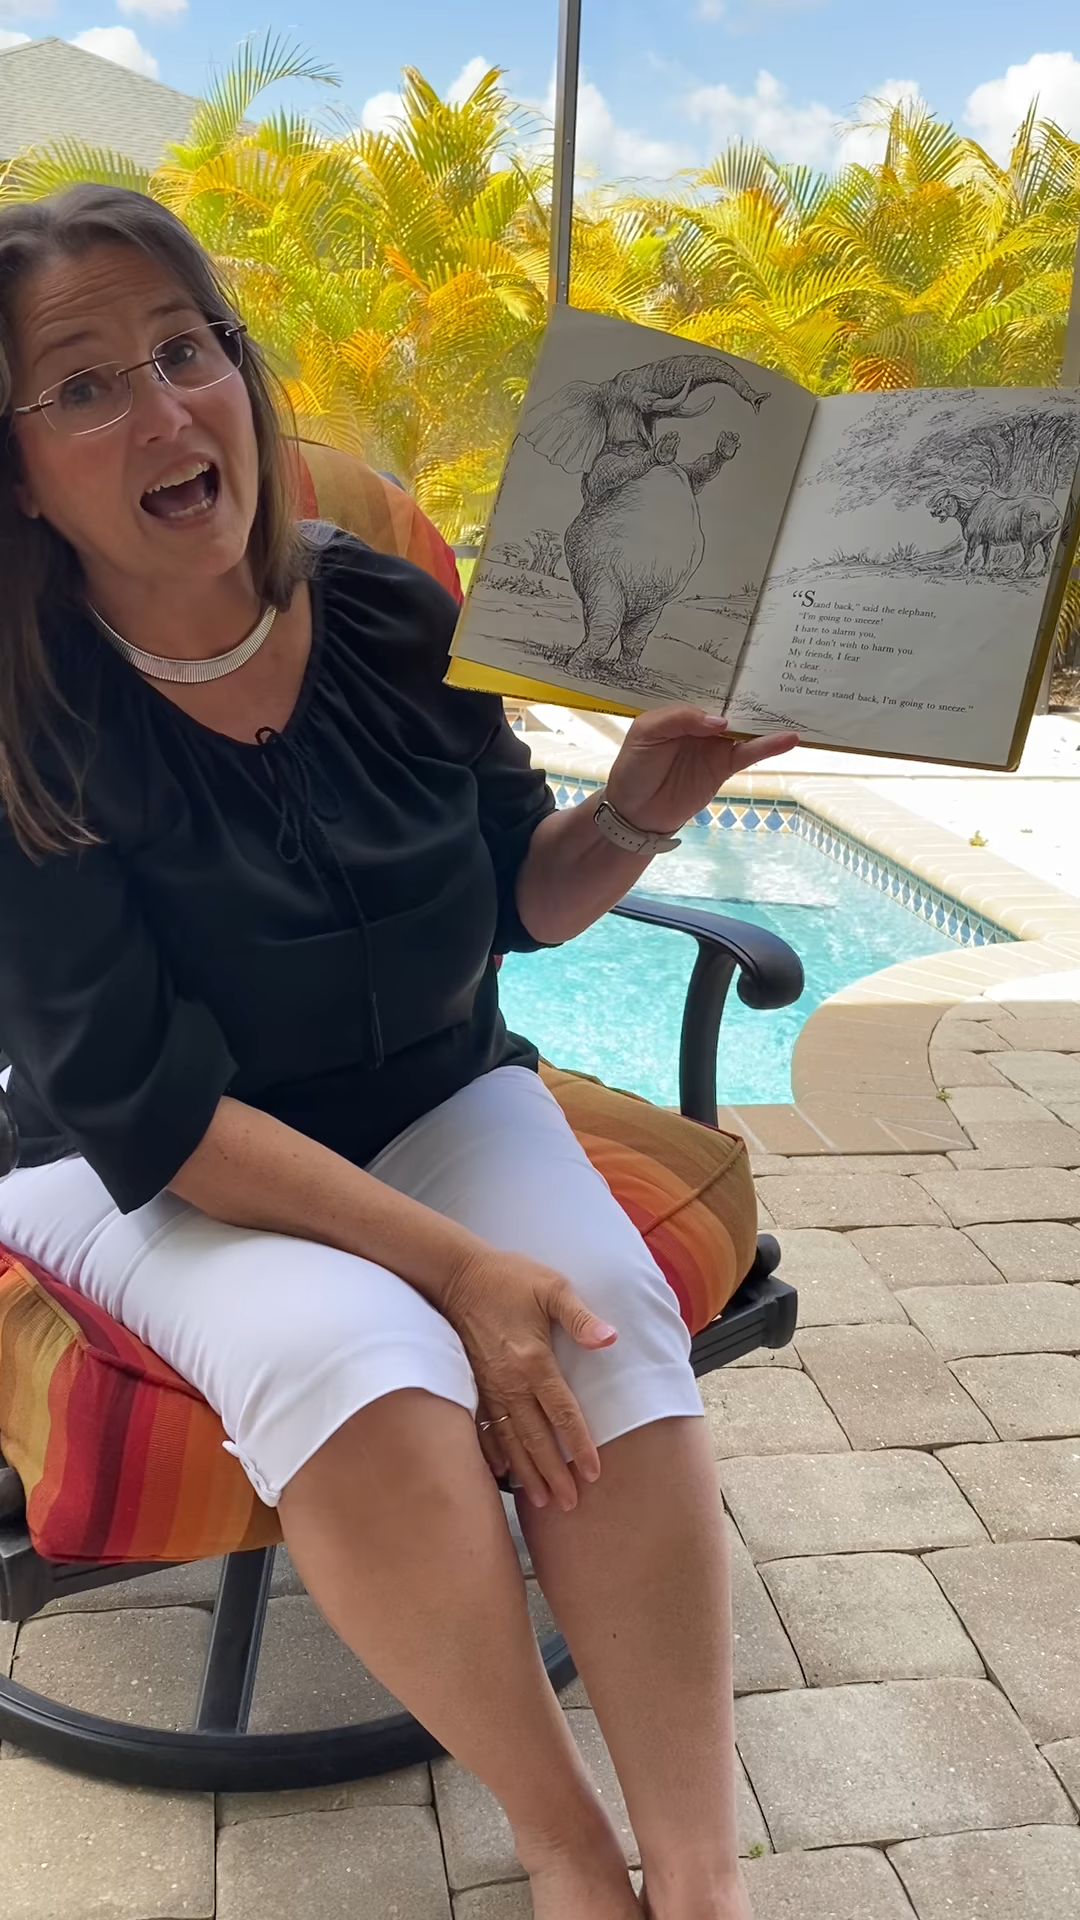 “Stand back,” said the elephant,
“I'm going to sneeze!
I hate to alarm you,
But I don't wish to harm you.
My friends, I fear
It's clear . . .
Oh, dear,
You'd better stand back, I'm going to sneeze.”